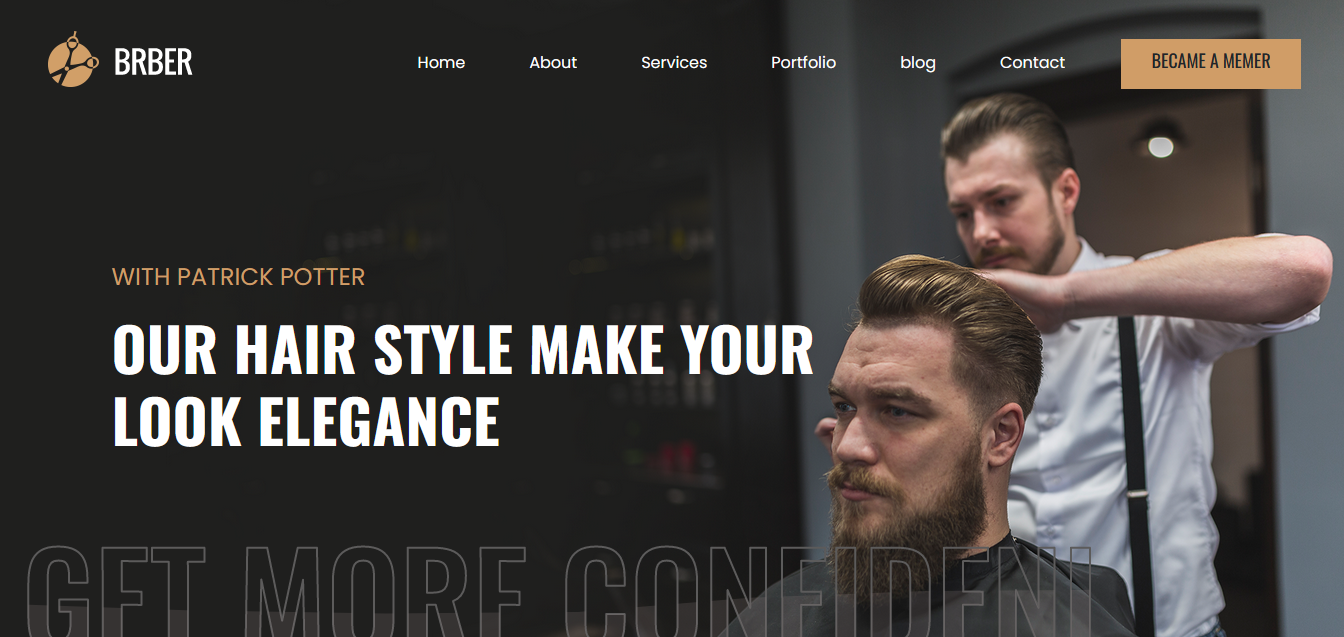 BRBER
Home
About
Services
Portfolio
blog
Contact
BECAME A MEMER
WITH PATRICK POTTER
OUR HAIR STYLE MAKE YOUR
LOOK ELEGANCE
GET MORE CONFIDENT